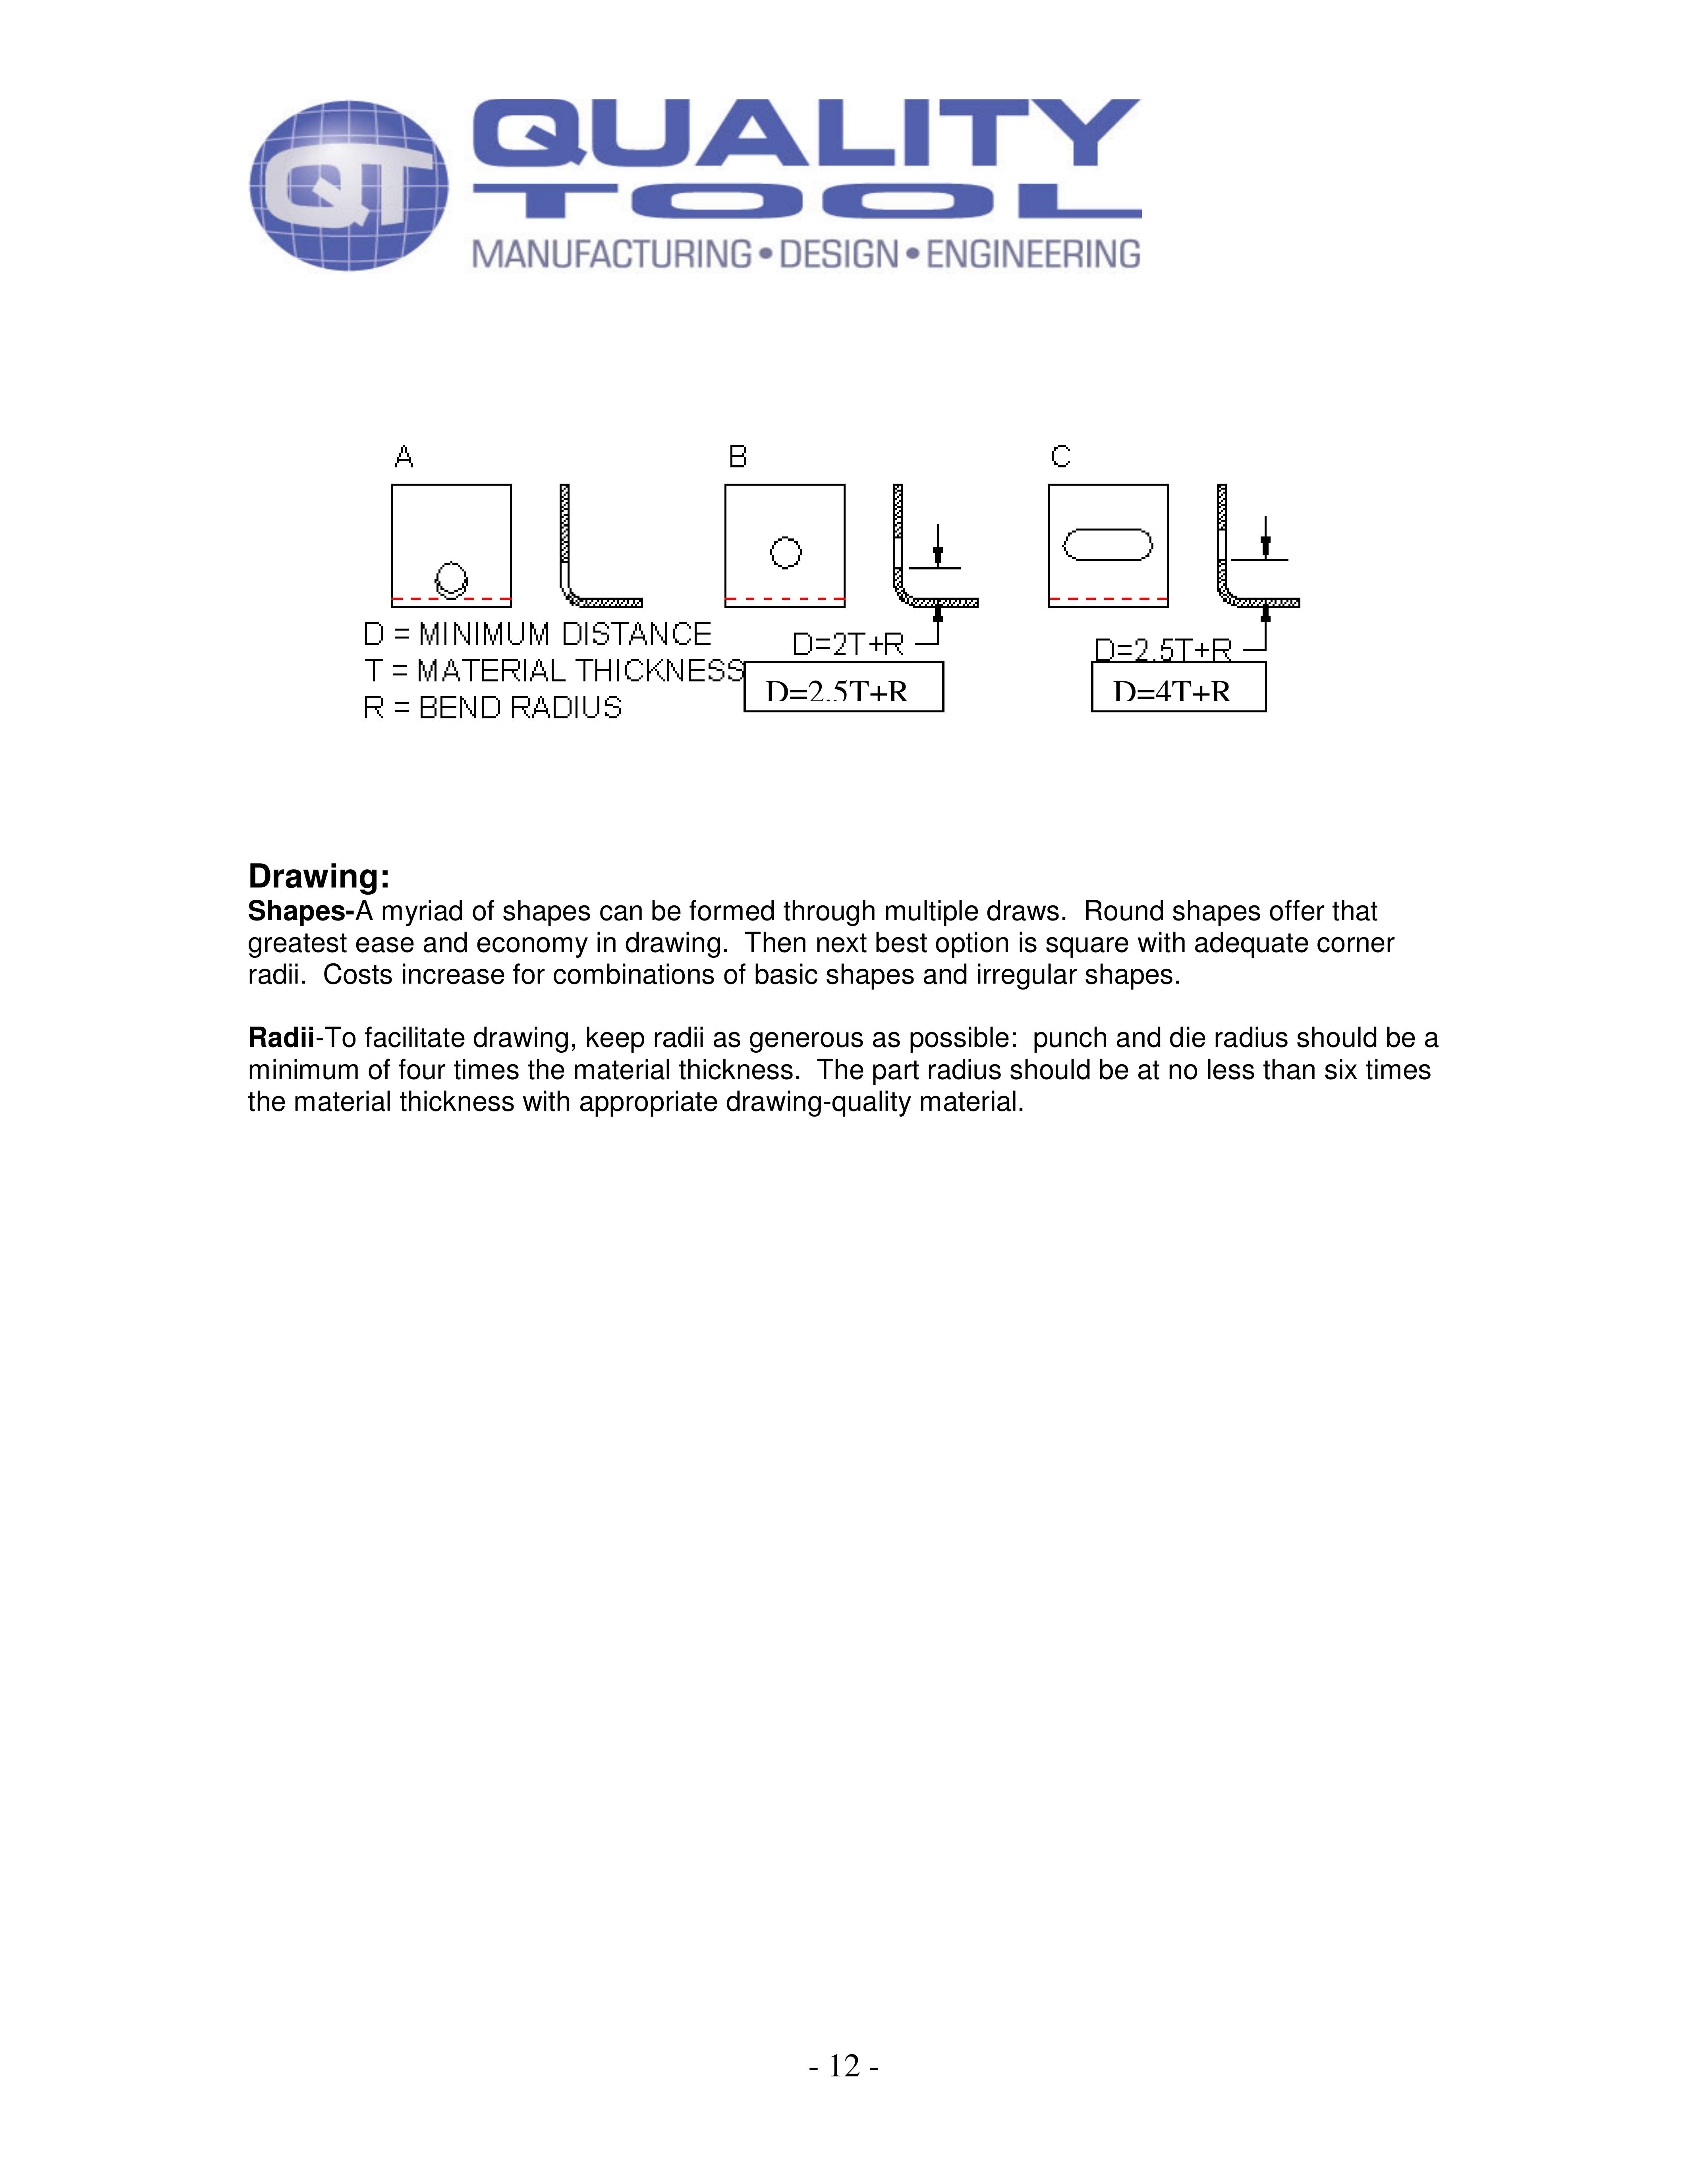 QT
QUALITY
TOOL
MANUFACTURING • DESIGN • ENGINEERING
A
B
C
D = MINIMUM DISTANCE
T = MATERIAL THICKNESS
R = BEND RADIUS
D=2T+R
D=2.5T+R
D=2.5T+R
D=4T+R
Drawing:
Shapes-A myriad of shapes can be formed through multiple draws. Round shapes offer that
greatest ease and economy in drawing. Then next best option is square with adequate corner
radii. Costs increase for combinations of basic shapes and irregular shapes.
Radii-To facilitate drawing, keep radii as generous as possible: punch and die radius should be a
minimum of four times the material thickness. The part radius should be at no less than six times
the material thickness with appropriate drawing-quality material.
- 12 -